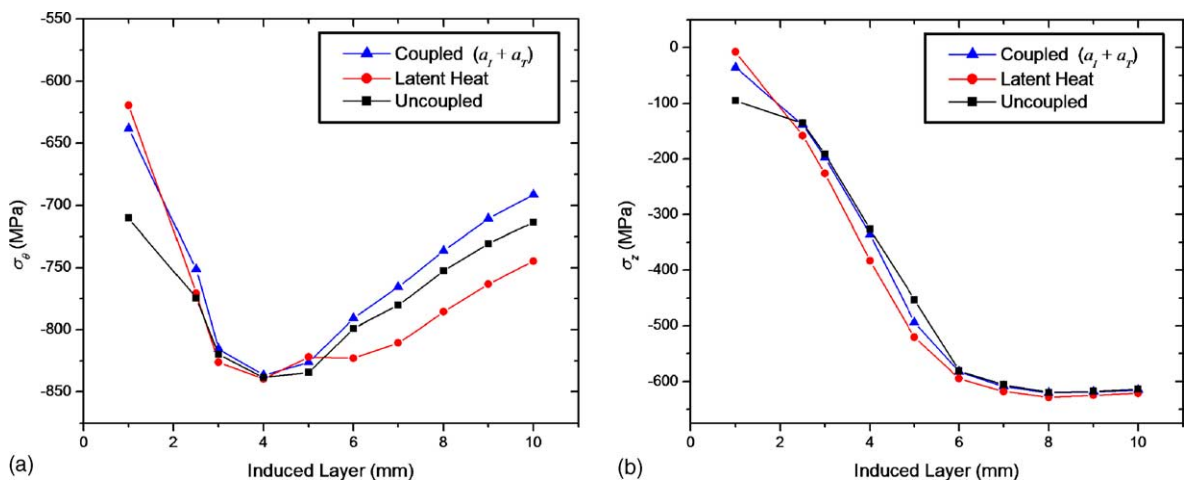 -550
-600
-650
-700
-750
-800
-850
σθ (MPa)
Coupled (aI + aT)
Latent Heat
Uncoupled
0 2 4 6 8 10
Induced Layer (mm)
(a)
0
-100
-200
-300
-400
-500
-600
σz (MPa)
Coupled (aI + aT)
Latent Heat
Uncoupled
0 2 4 6 8 10
Induced Layer (mm)
(b)